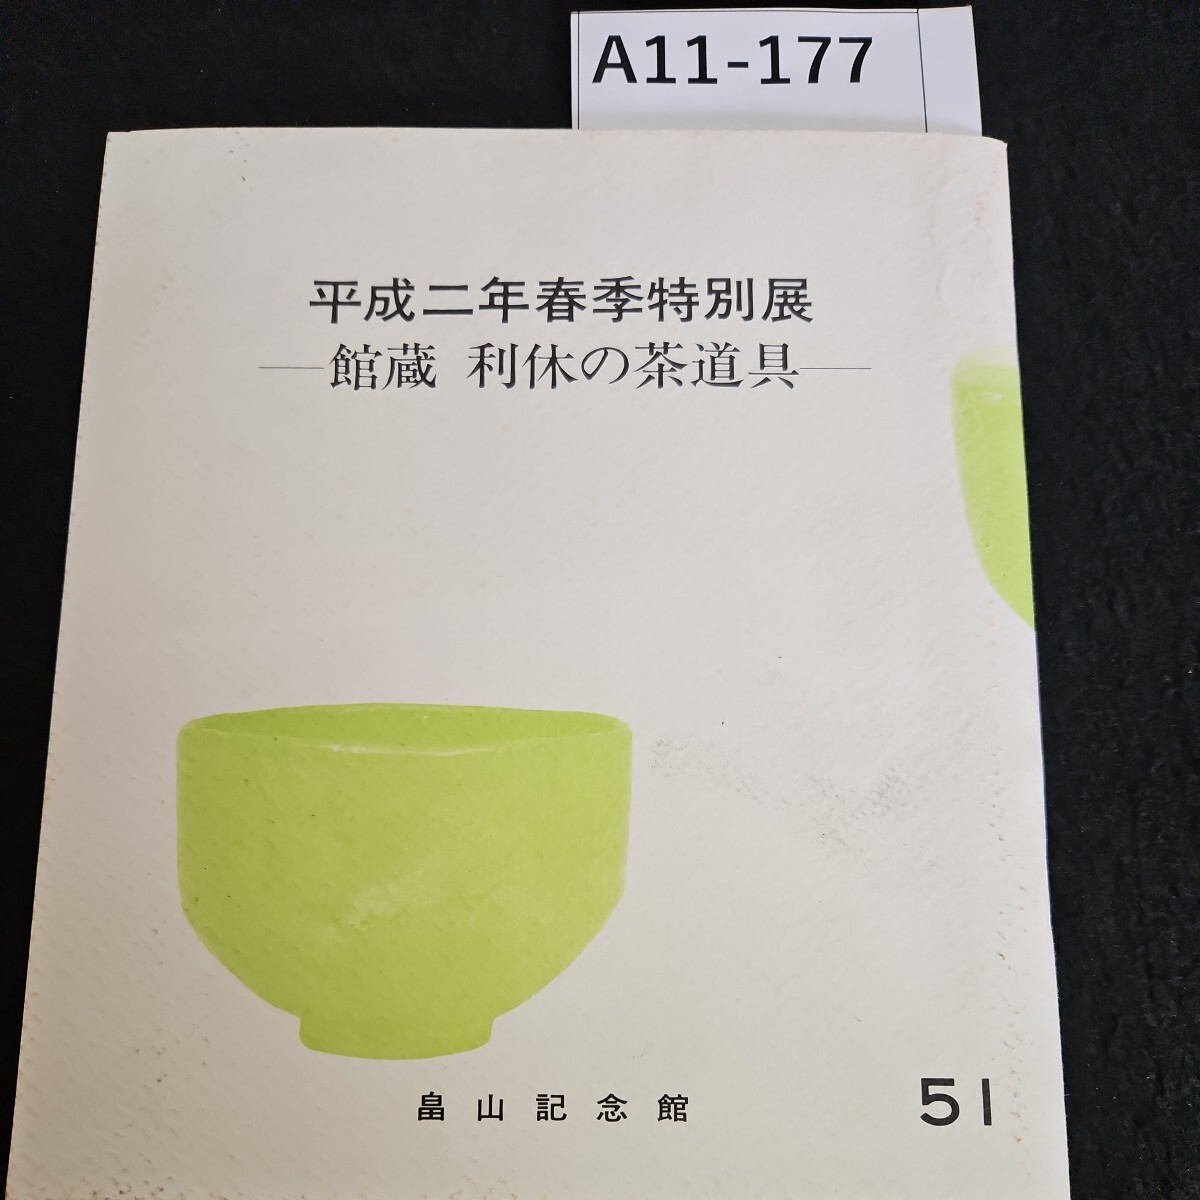 A11-177
平成二年春季特別展
―館蔵 利休の茶道具―
畠山記念館
51